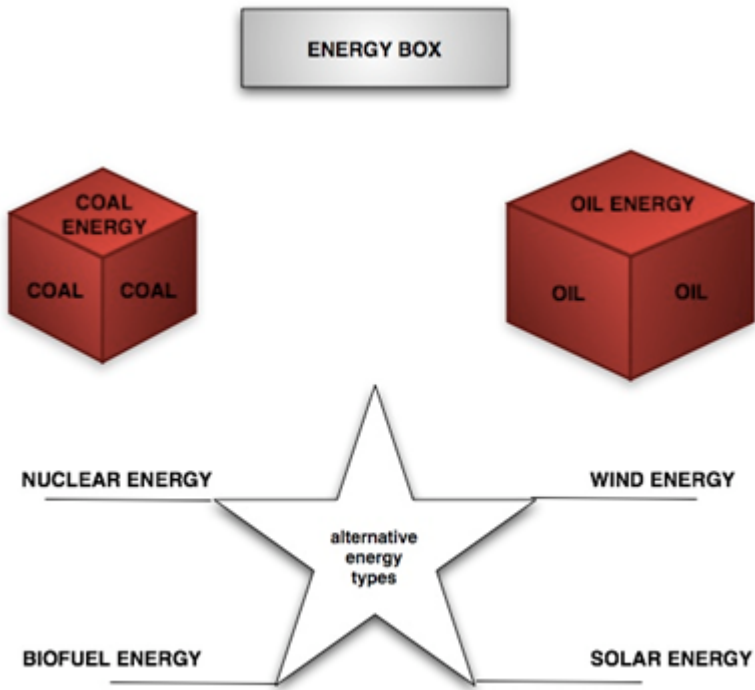 ENERGY BOX
COAL
ENERGY
COAL
COAL
OIL ENERGY
OIL
OIL
NUCLEAR ENERGY
WIND ENERGY
alternative
energy
types
BIOFUEL ENERGY
SOLAR ENERGY